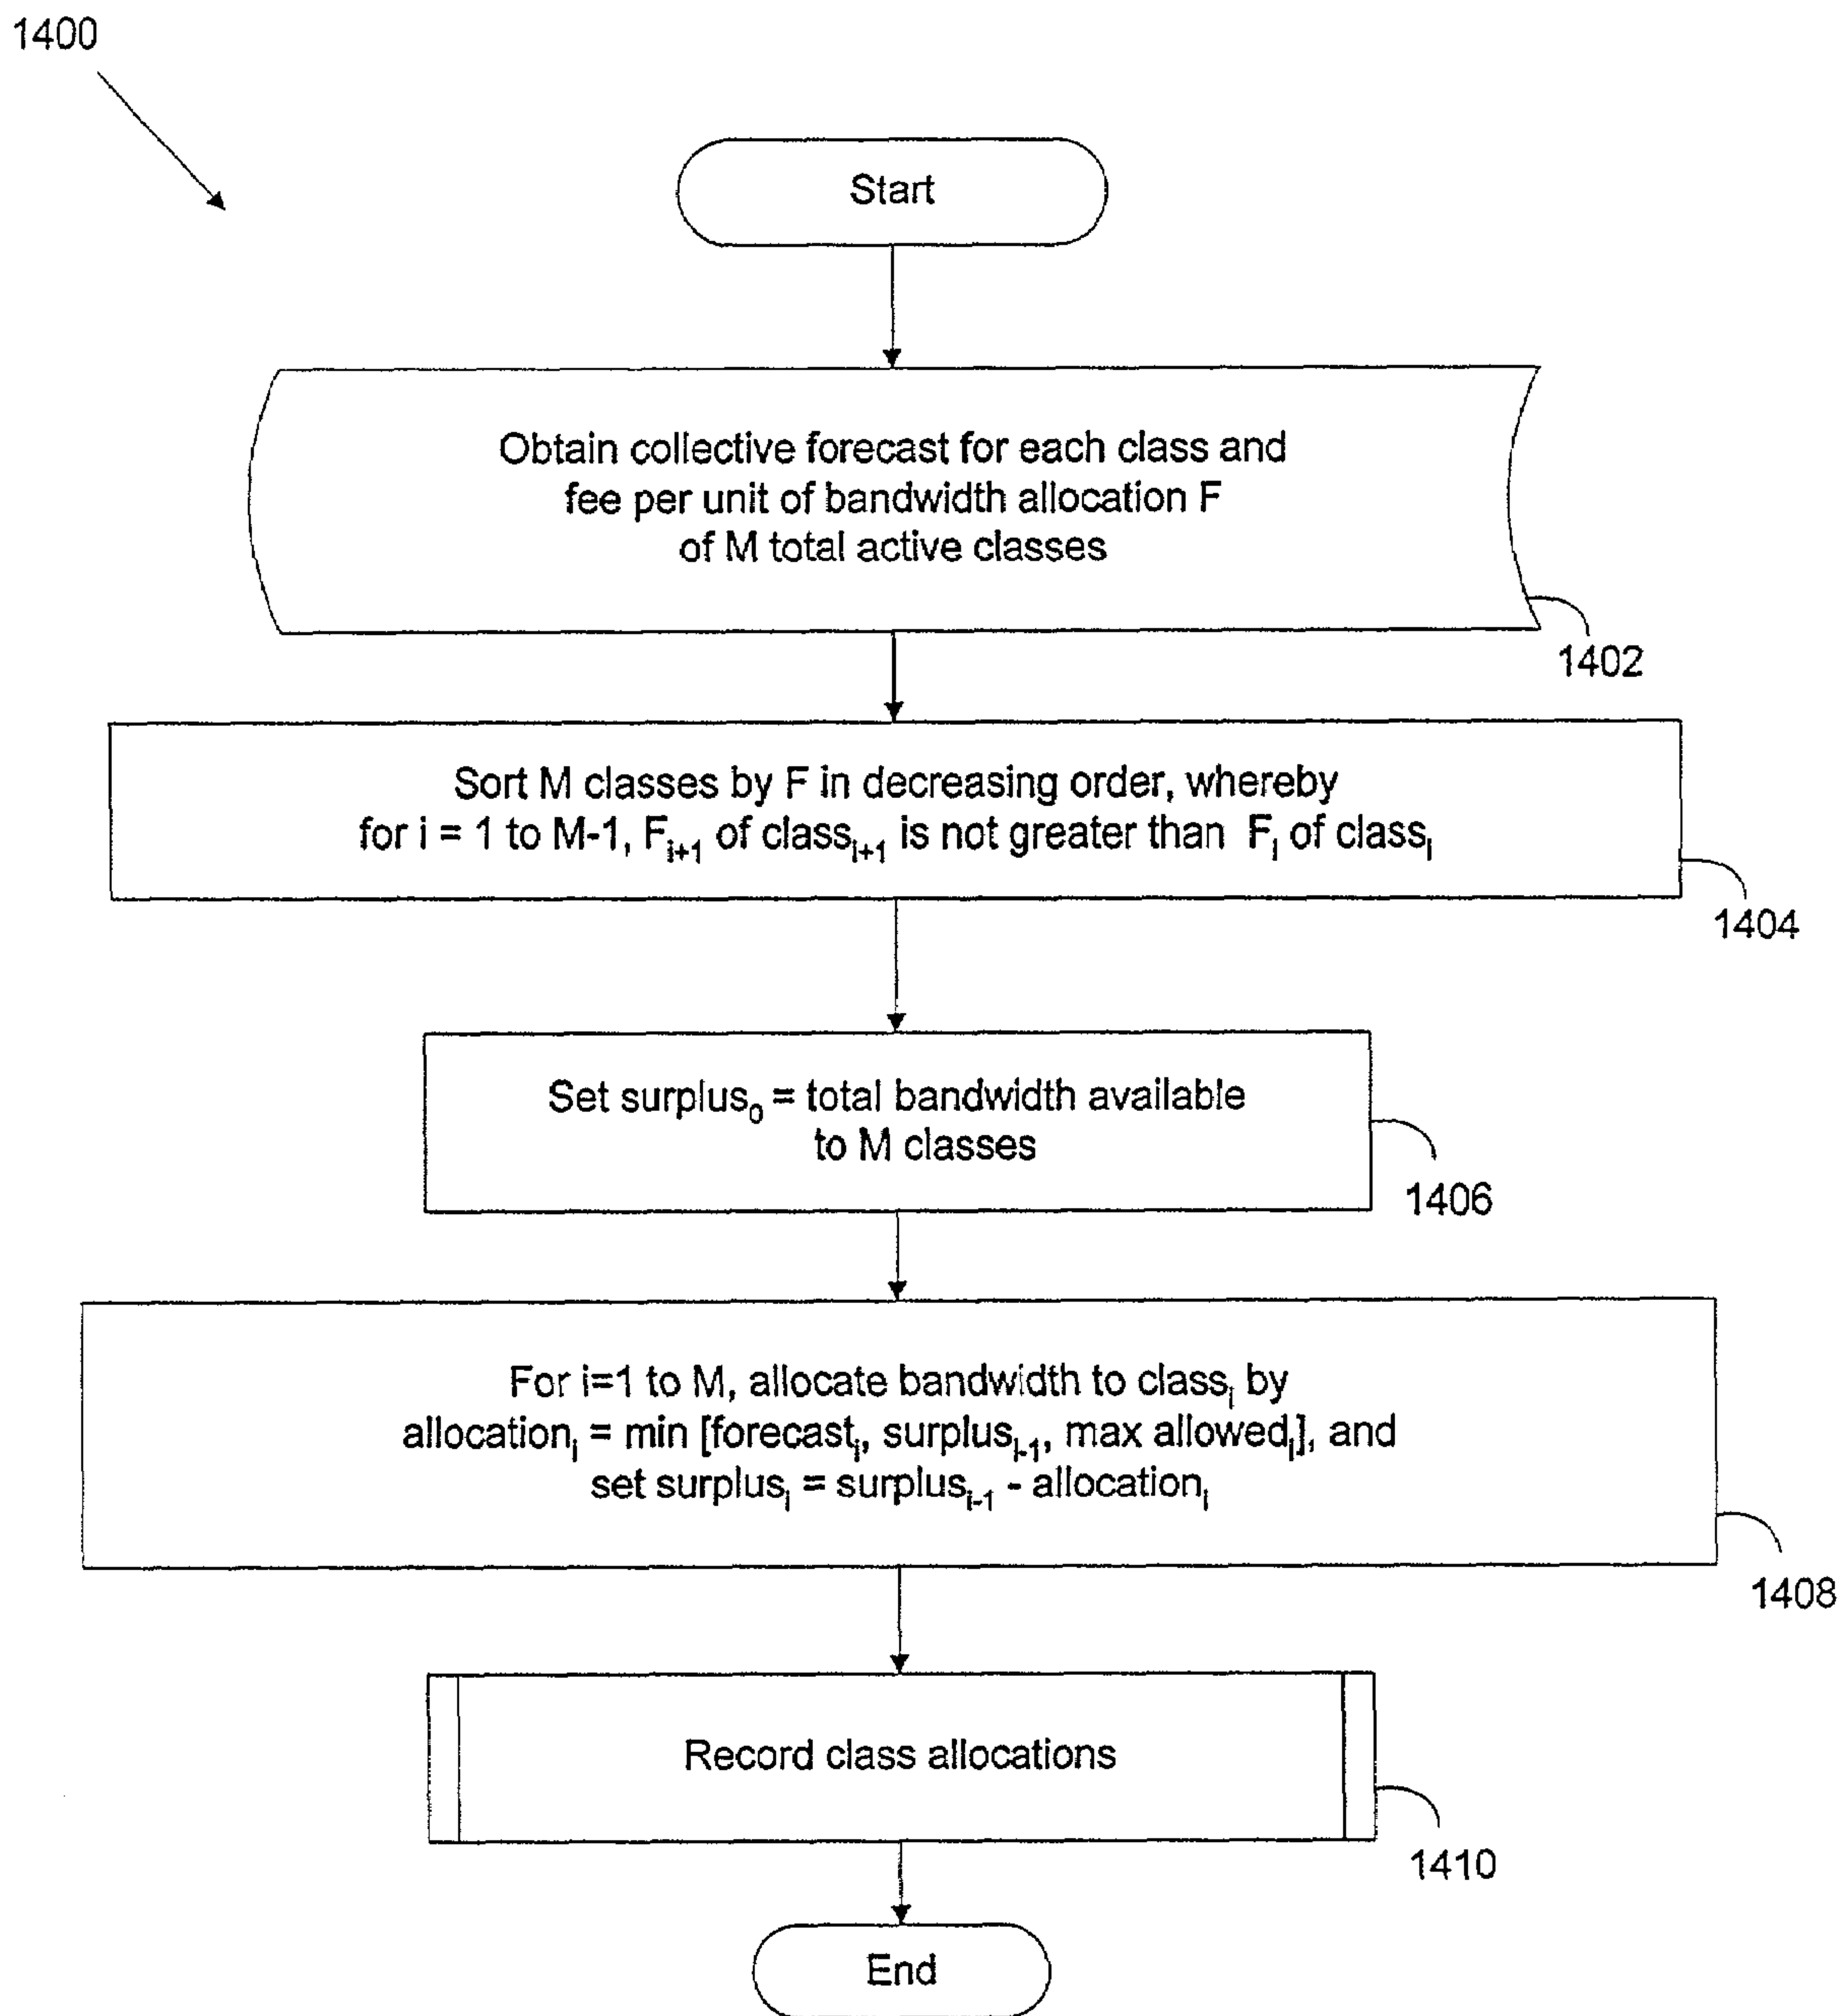 1400
Start
Obtain collective forecast for each class and
fee per unit of bandwidth allocation F
of M total active classes
1402
Sort M classes by F in decreasing order, whereby
for i = 1 to M-1, Fᵢ₊₁ of classᵢ₊₁ is not greater than Fᵢ of classᵢ
1404
Set surplus₀ = total bandwidth available
to M classes
1406
For i=1 to M, allocate bandwidth to classᵢ by
allocationᵢ = min [forecastᵢ, surplusᵢ₋₁, max allowedᵢ], and
set surplusᵢ = surplusᵢ₋₁ - allocationᵢ
1408
Record class allocations
1410
End